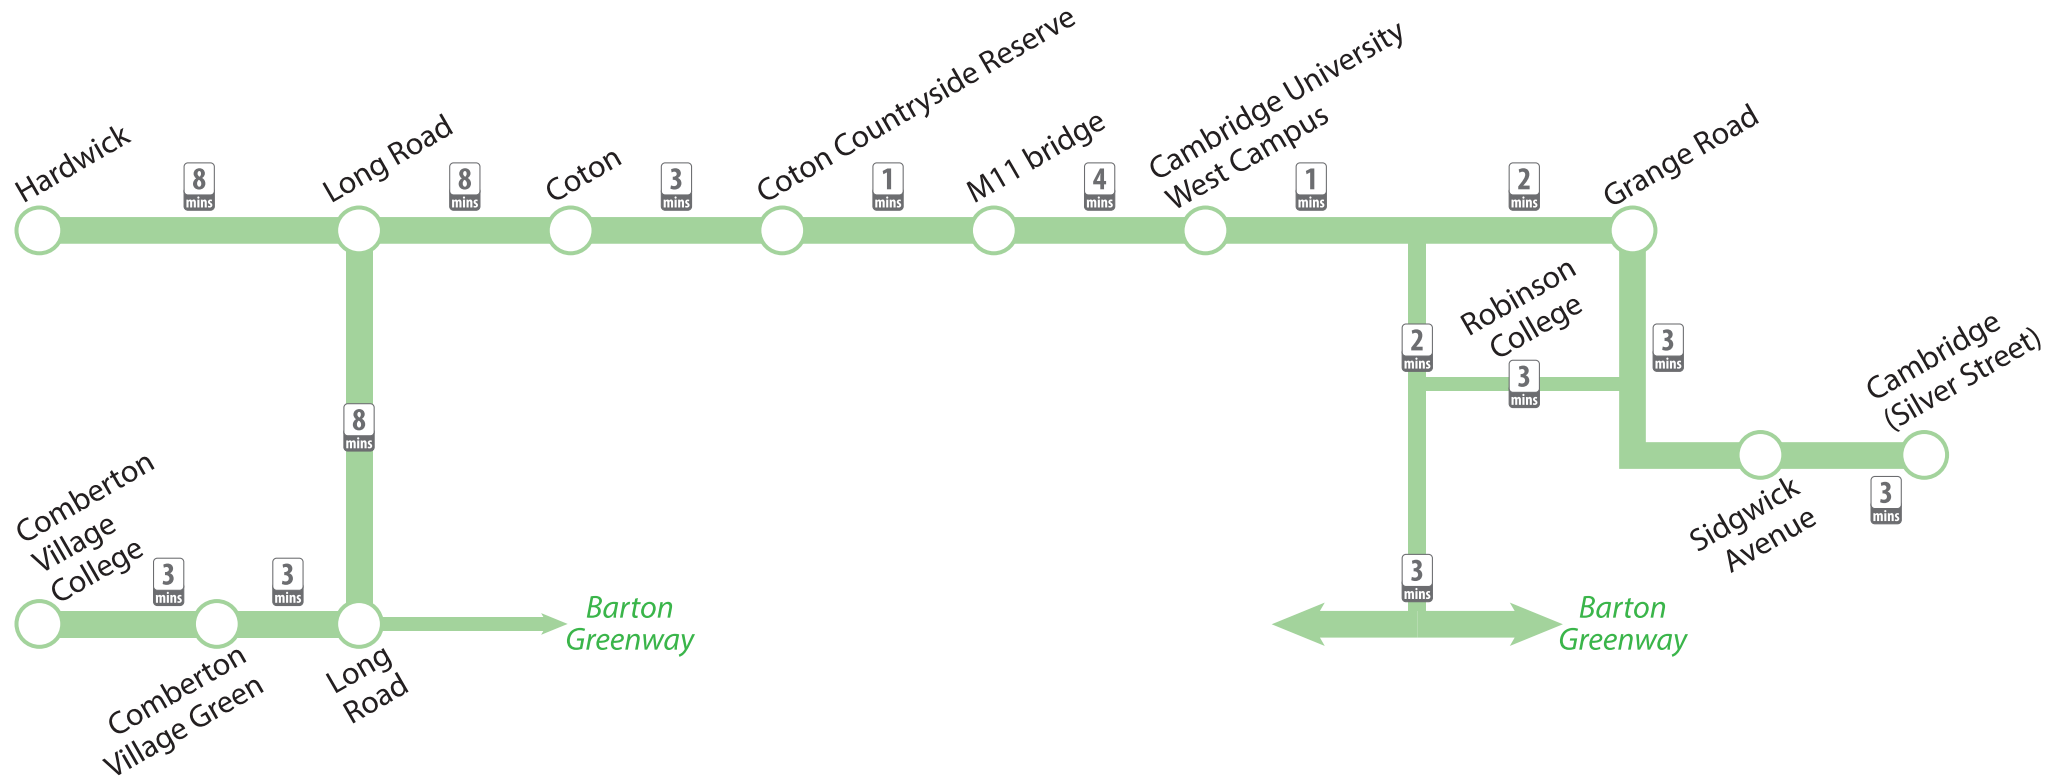 Hardwick
8
mins
Long Road
8
mins
Coton
3
mins
Coton Countryside Reserve
1
mins
M11 bridge
4
mins
Cambridge University
West Campus
1
mins
2
mins
Grange Road
8
mins
2
mins
Robinson
College
3
mins
3
mins
Cambridge
(Silver Street)
Comberton
Village
College
3
mins
Comberton
Village Green
3
mins
Long
Road
Barton
Greenway
3
mins
Barton
Greenway
Sidgwick
Avenue
3
mins